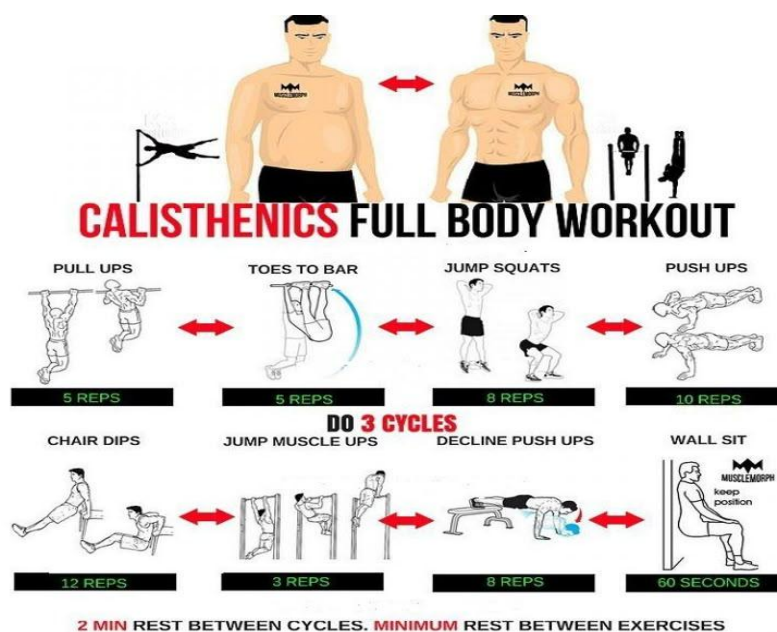 MUSCLEMORPH
MUSCLEMORPH
CALISTHENICS FULL BODY WORKOUT
PULL UPS
TOES TO BAR
JUMP SQUATS
PUSH UPS
5 REPS
5 REPS
8 REPS
10 REPS
DO 3 CYCLES
CHAIR DIPS
JUMP MUSCLE UPS
DECLINE PUSH UPS
WALL SIT
MUSCLEMORPH
keep
position
12 REPS
3 REPS
8 REPS
60 SECONDS
2 MIN REST BETWEEN CYCLES. MINIMUM REST BETWEEN EXERCISES